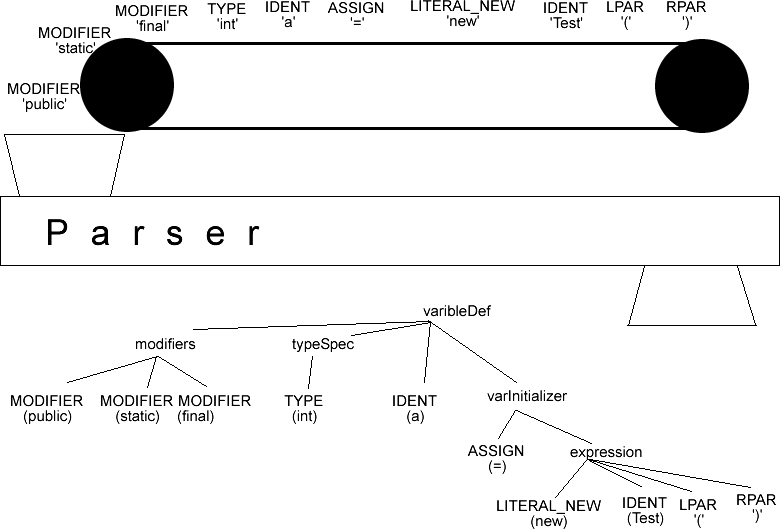 MODIFIER TYPE IDENT ASSIGN LITERAL_NEW IDENT LPAR RPAR
'final' 'int' 'a' '=' 'new' 'Test' '(' ')'
MODIFIER
'static'
MODIFIER
'public'
Parser
varibleDef
modifiers typeSpec
MODIFIER MODIFIER MODIFIER TYPE IDENT varInitializer
(public) (static) (final) (int) (a)
ASSIGN expression
(=)
LITERAL_NEW IDENT LPAR RPAR
(new) (Test) '(' ')'